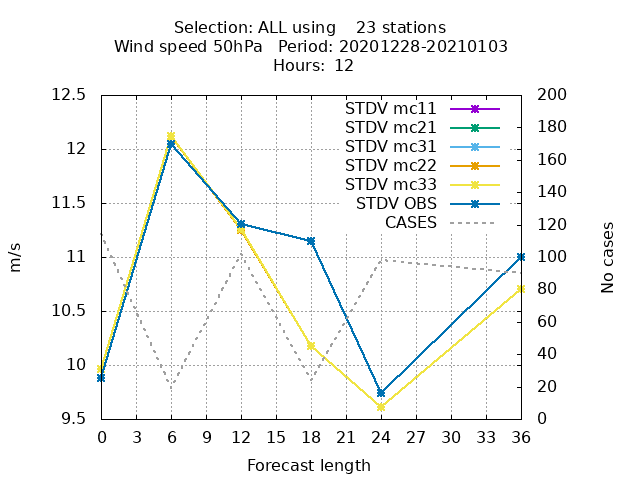 Selection: ALL using    23 stations
Wind speed 50hPa   Period: 20201228-20210103
Hours:  12
STDV mc11
STDV mc21
STDV mc31
STDV mc22
STDV mc33
STDV OBS
CASES
12.5
12
11.5
11
10.5
10
9.5
m/s
200
180
160
140
120
100
80
60
40
20
0
No cases
0 3 6 9 12 15 18 21 24 27 30 33 36
Forecast length